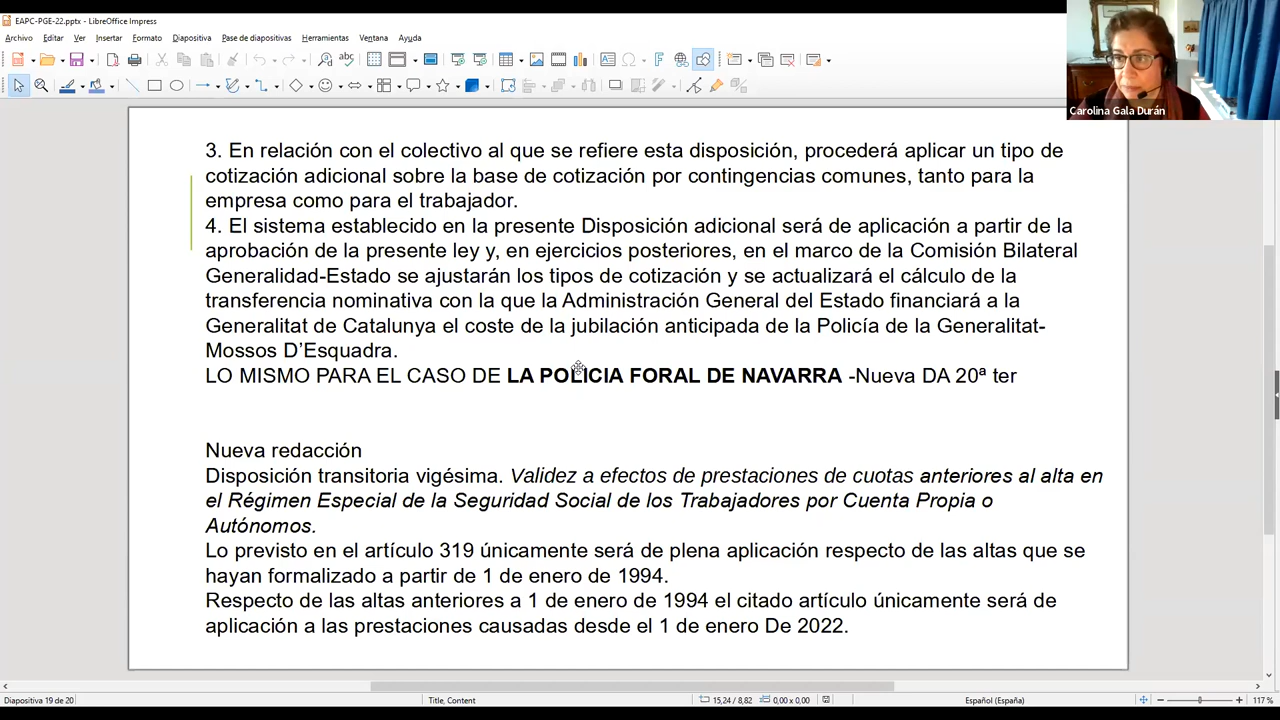 EAPC-PGE-22.pptx - LibreOffice Impress
Archivo Editar Ver Insertar Formato Diapositiva Pase de diapositivas Herramientas Ventana Ayuda
Carolina Gala Durán
3. En relación con el colectivo al que se refiere esta disposición, procederá aplicar un tipo de
cotización adicional sobre la base de cotización por contingencias comunes, tanto para la
empresa como para el trabajador.
4. El sistema establecido en la presente Disposición adicional será de aplicación a partir de la
aprobación de la presente ley y, en ejercicios posteriores, en el marco de la Comisión Bilateral
Generalidad-Estado se ajustarán los tipos de cotización y se actualizará el cálculo de la
transferencia nominativa con la que la Administración General del Estado financiará a la
Generalitat de Catalunya el coste de la jubilación anticipada de la Policía de la Generalitat-
Mossos D’Esquadra.
LO MISMO PARA EL CASO DE LA POLICIA FORAL DE NAVARRA -Nueva DA 20ª ter
Nueva redacción
Disposición transitoria vigésima. Validez a efectos de prestaciones de cuotas anteriores al alta en
el Régimen Especial de la Seguridad Social de los Trabajadores por Cuenta Propia o
Autónomos.
Lo previsto en el artículo 319 únicamente será de plena aplicación respecto de las altas que se
hayan formalizado a partir de 1 de enero de 1994.
Respecto de las altas anteriores a 1 de enero de 1994 el citado artículo únicamente será de
aplicación a las prestaciones causadas desde el 1 de enero De 2022.
Diapositiva 19 de 20 Title, Content 15,24 / 8,82 0,00 x 0,00 Español (España) 117 %